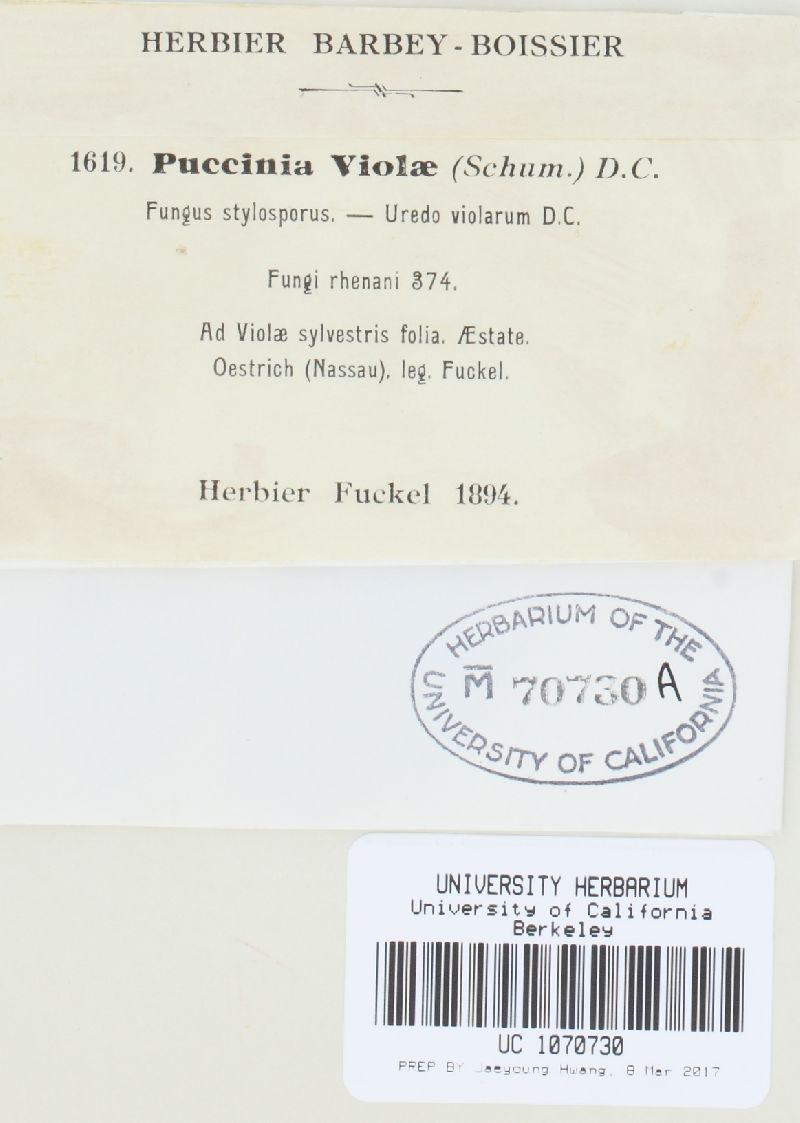 HERBIER BARBEY-BOISSIER
1619. Puccinia Violæ (Schum.) D.C.
Fungus stylosporus. — Uredo violarum D.C.
Fungi rhenani 374.
Ad Violæ sylvestris folia. Æstate.
Oestrich (Nassau). leg. Fuckel.
Herbier Fuckel 1894.
HERBARIUM OF THE
M̅ 70730 A
UNIVERSITY OF CALIFORNIA
UNIVERSITY HERBARIUM
University of California
Berkeley
UC 1070730
PREP BY Jaeyoung Hwang, 8 Mar 2017